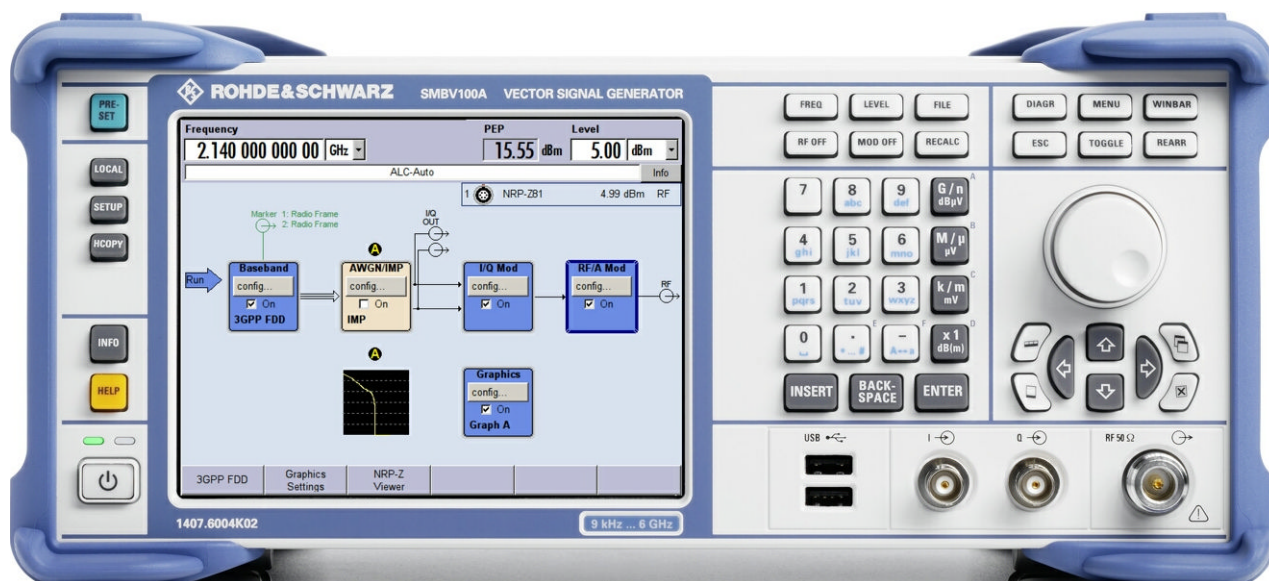 ROHDE&SCHWARZ SMBV100A VECTOR SIGNAL GENERATOR
PRE-
SET
LOCAL
SETUP
HCOPY
INFO
HELP
Frequency PEP Level
2.140 000 000 00 GHz 15.55 dBm 5.00 dBm
ALC-Auto Info
1 NRP-Z81 4.99 dBm RF
Marker 1: Radio Frame
2: Radio Frame
I/Q
OUT
A
Run
Baseband
config...
On
3GPP FDD
AWGN/IMP
config...
On
IMP
I/Q Mod
config...
On
RF/A Mod
config...
On
RF
A
Graphics
config...
On
Graph A
3GPP FDD
Graphics
Settings
NRP-Z
Viewer
1407.6004K02
9 kHz ... 6 GHz
FREQ LEVEL FILE
RF OFF MOD OFF RECALC
DIAGR MENU WINBAR
ESC TOGGLE REARR
7 8 abc 9 def G / n dBµV A
4 ghi 5 jkl 6 mno M / µ µV B
1 pqrs 2 tuv 3 wxyz k / m mV C
0 . * ... # E – A↔a F x 1 dB(m) D
INSERT BACK-
SPACE ENTER
USB I Q RF 50 Ω